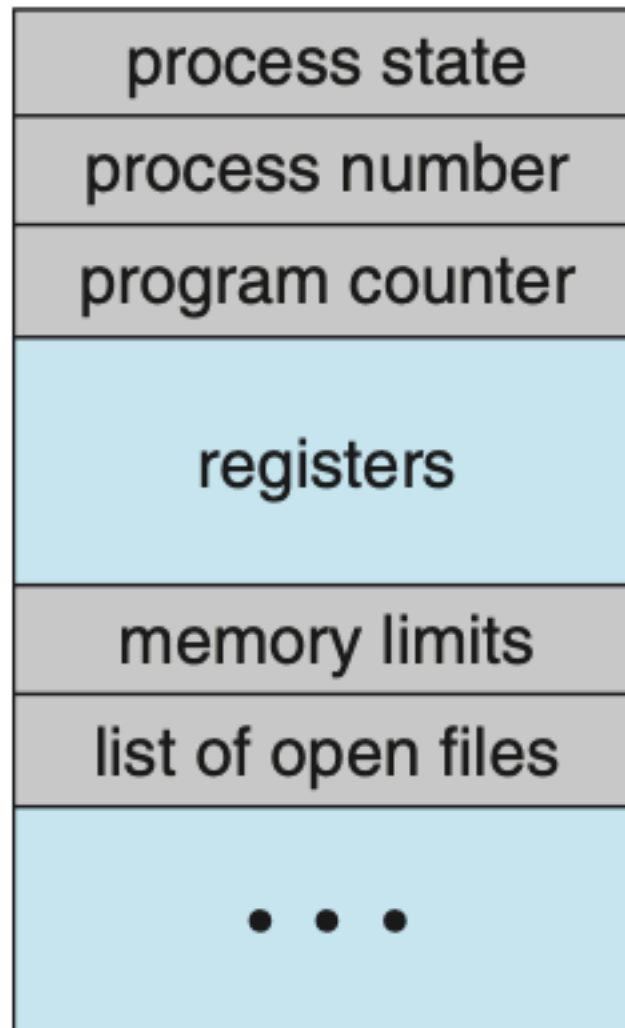 process state
process number
program counter
registers
memory limits
list of open files
• • •